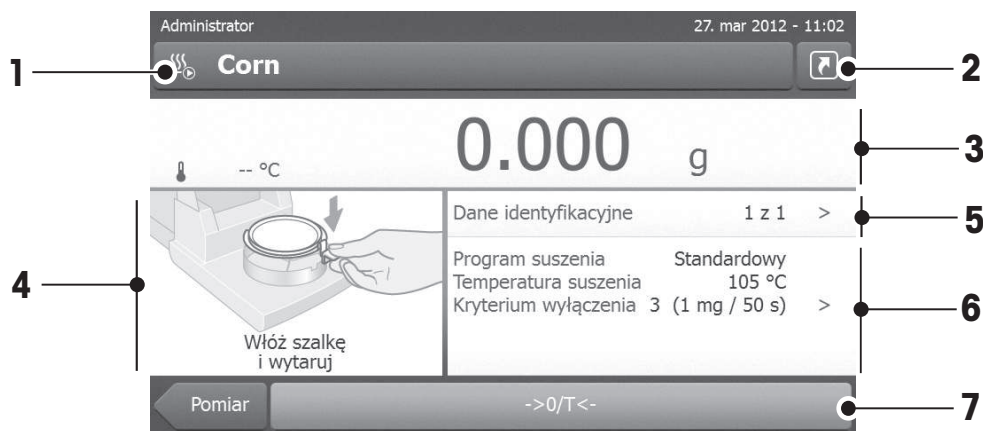 Administrator
27. mar 2012 - 11:02
1
Corn
2
0.000 g
3
-- °C
4
Dane identyfikacyjne 1 z 1 >
5
Program suszenia Standardowy
Temperatura suszenia 105 °C
Kryterium wyłączenia 3 (1 mg / 50 s) >
6
Włóż szalkę
i wytaruj
Pomiar
->0/T<-
7